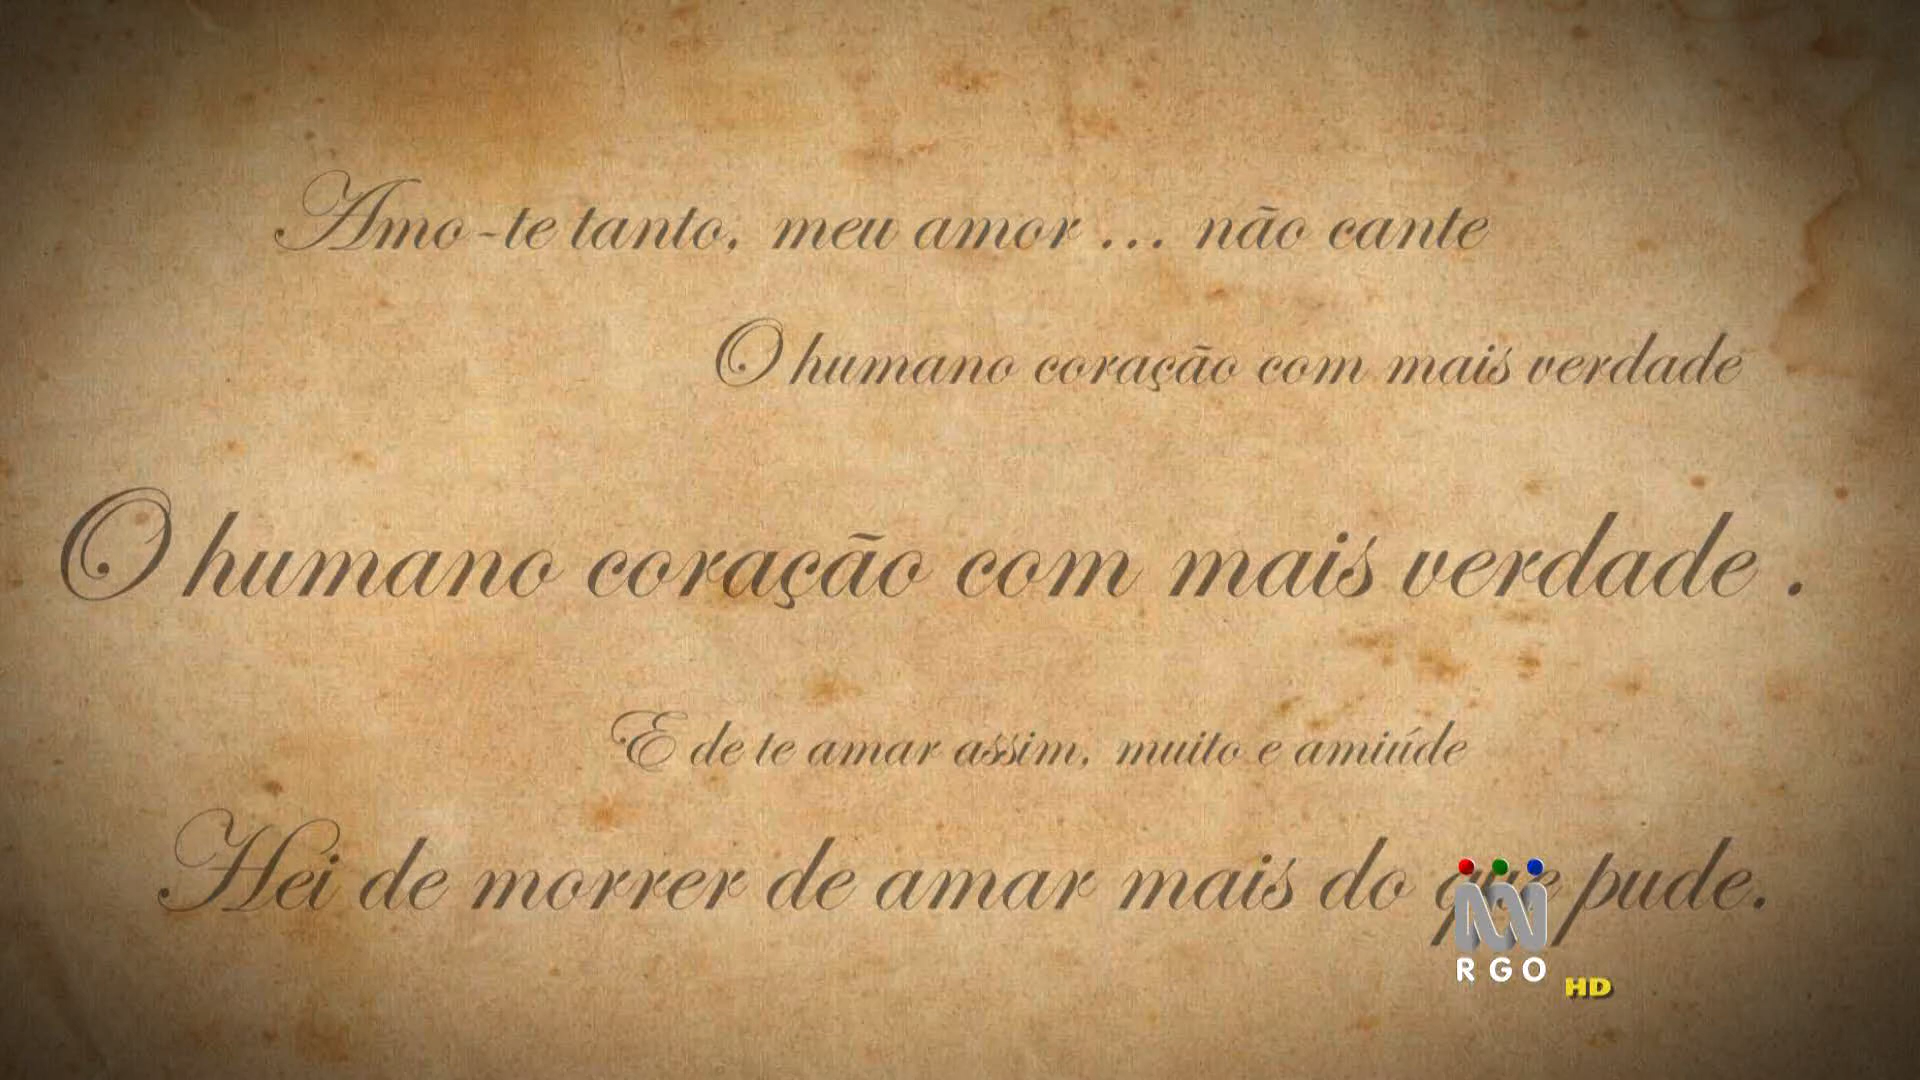 Amo-te tanto, meu amor ... não cante
O humano coração com mais verdade
O humano coração com mais verdade .
E de te amar assim, muito e amiúde
Hei de morrer de amar mais do que pude.
RGO
HD